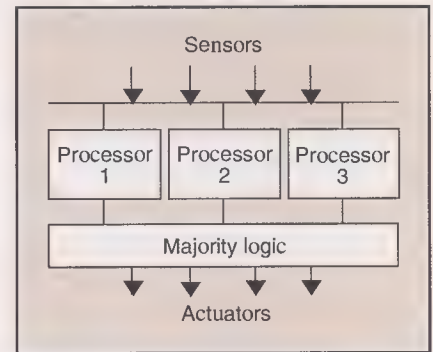 Sensors
Processor
1
Processor
2
Processor
3
Majority logic
Actuators